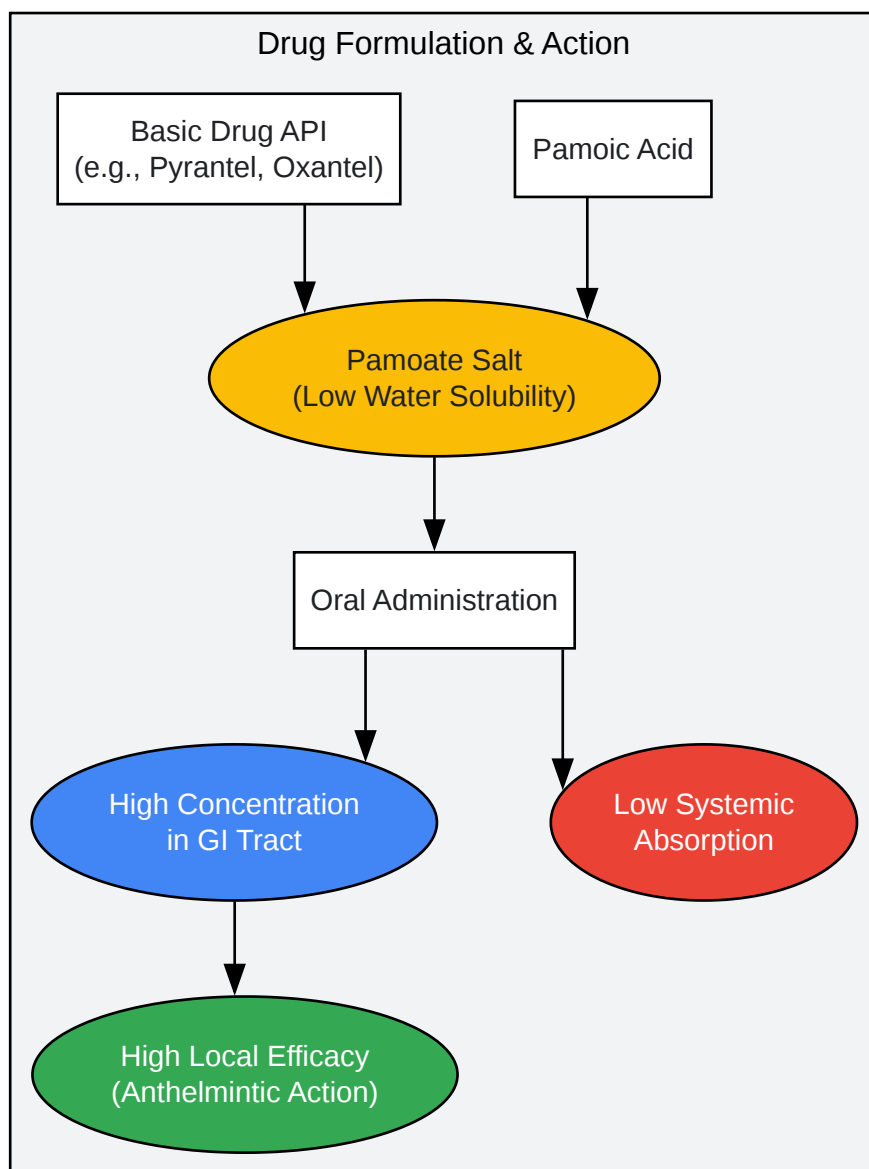 Drug Formulation & Action
Basic Drug API
(e.g., Pyrantel, Oxantel)
Pamoic Acid
Pamoate Salt
(Low Water Solubility)
Oral Administration
High Concentration
in GI Tract
Low Systemic
Absorption
High Local Efficacy
(Anthelmintic Action)